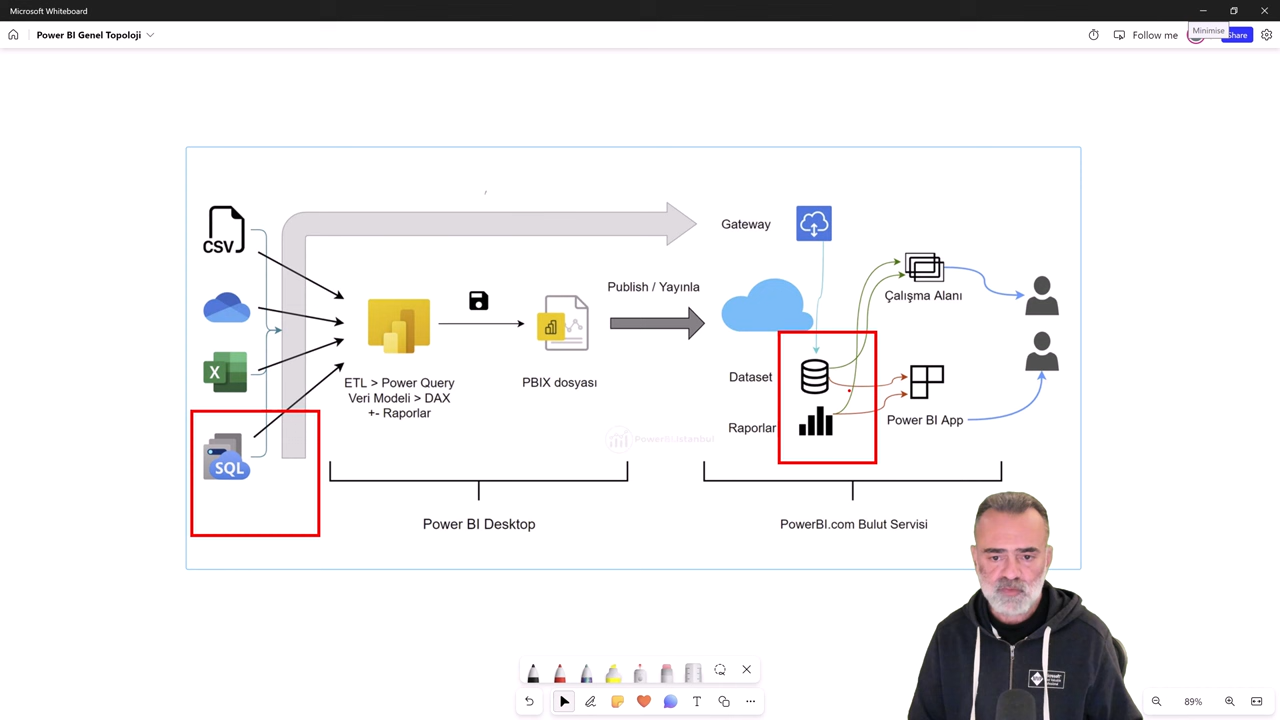 Microsoft Whiteboard
Power BI Genel Topoloji
Follow me
Share
Minimise
CSV
X
SQL
ETL > Power Query
Veri Modeli > DAX
+- Raporlar
PBIX dosyası
Publish / Yayınla
Gateway
Dataset
Raporlar
Çalışma Alanı
Power BI App
PowerBI Istanbul
Power BI Desktop
PowerBI.com Bulut Servisi
T
89%